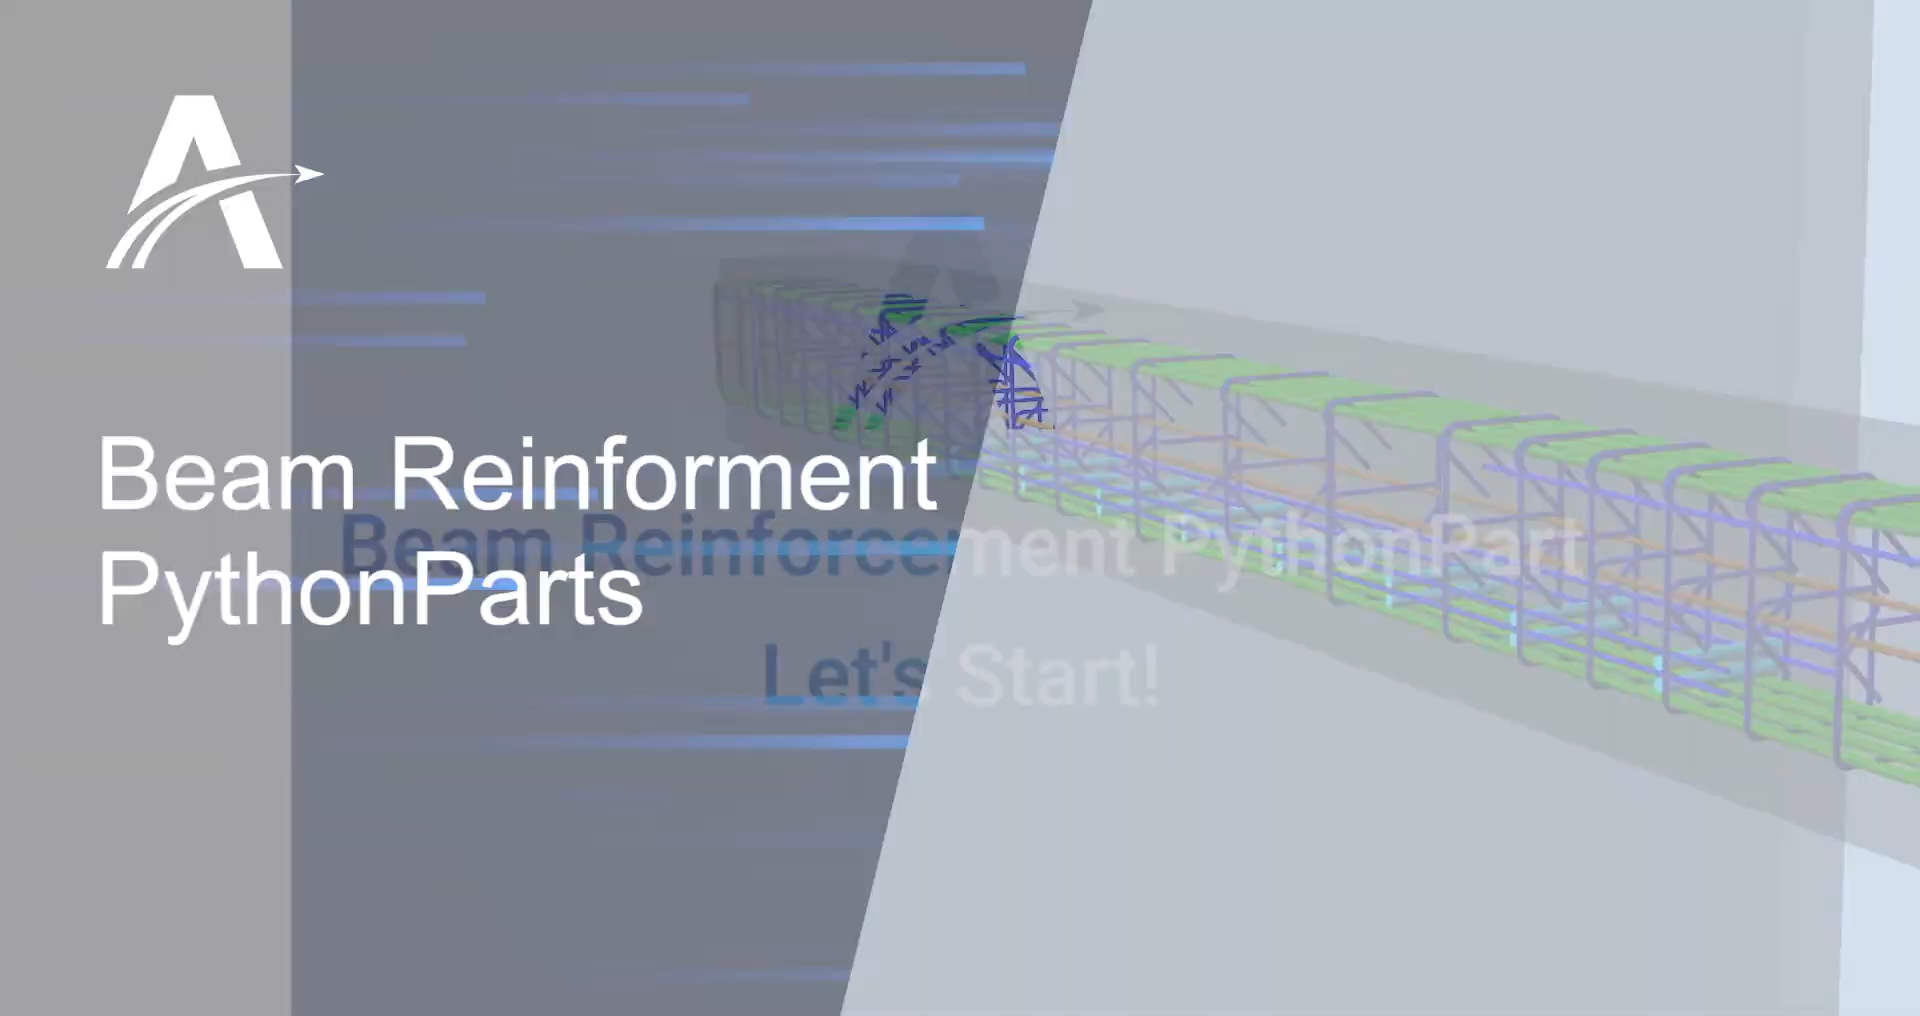 Beam Reinforment
PythonParts
Beam Reinforcement PythonPart
Let's Start!